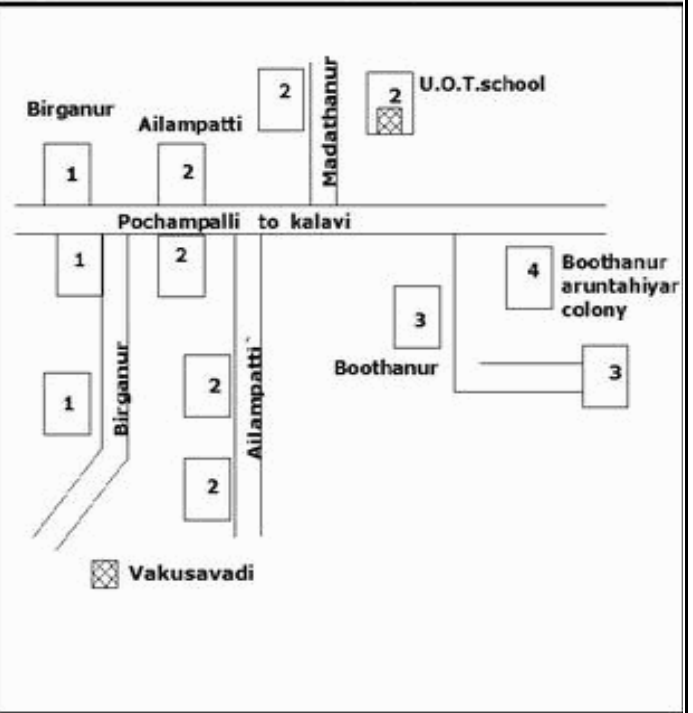 2
Madathanur
2
U.O.T.school
Birganur
Ailampatti
1
2
Pochampalli to kalavi
1
2
4
Boothanur
aruntahiyar
colony
3
Boothanur
3
Birganur
Ailampatti`
1
2
2
Vakusavadi